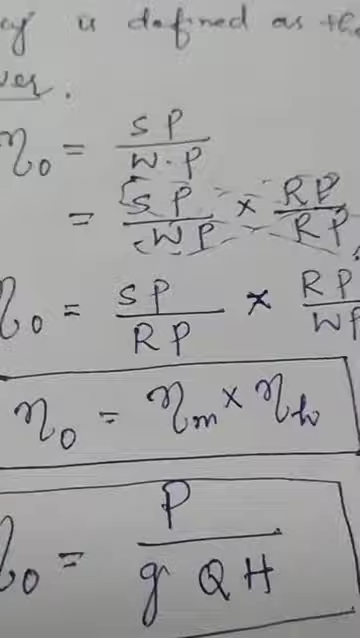 is defined as the
η₀ = SP / W.P
= SP / WP × RP / RP
η₀ = SP / RP × RP / WP
η₀ = ηm × ηh
η₀ = P / g Q H